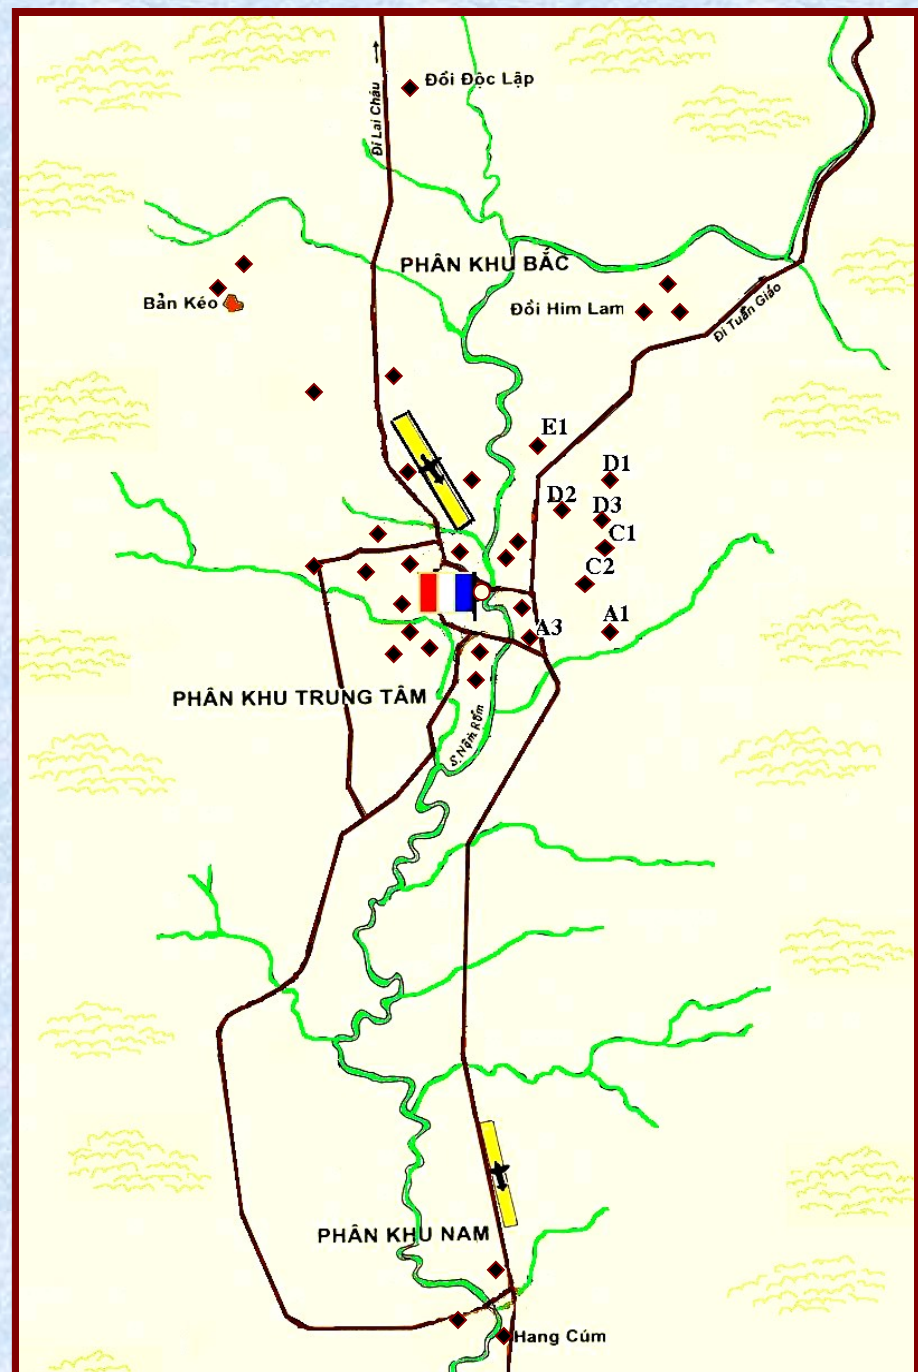 Đồi Độc Lập
Đi Lai Châu
PHÂN KHU BẮC
Bản Kéo
Đồi Him Lam
Đi Tuần Giáo
E1
D1
D2
D3
C1
C2
A1
A3
PHÂN KHU TRUNG TÂM
S. Nậm Rốm
PHÂN KHU NAM
Hang Cúm